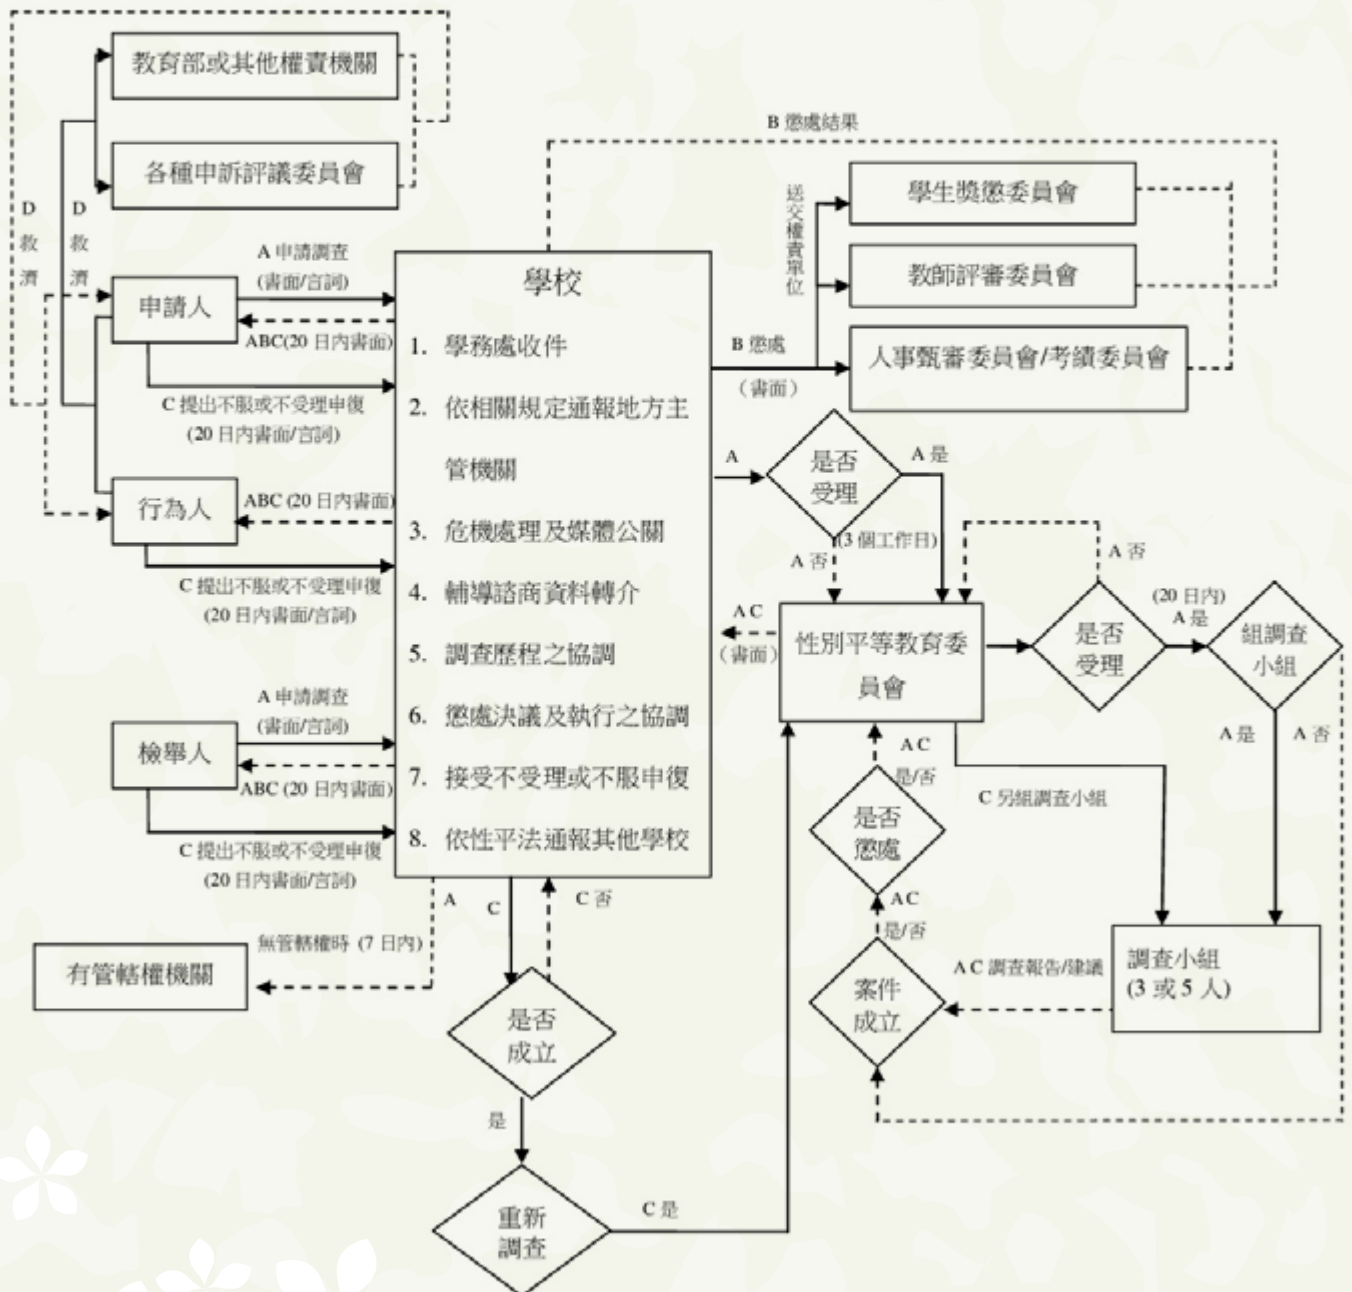 教育部或其他權責機關
各種申訴評議委員會
D
救
濟
D
救
濟
B 懲處結果
送交權責單位
學生獎懲委員會
教師評審委員會
人事甄審委員會/考績委員會
B 懲處
(書面)
A 申請調查
(書面/言詞)
申請人
ABC(20 日內書面)
C 提出不服或不受理申復
(20 日內書面/言詞)
行為人
ABC (20 日內書面)
C 提出不服或不受理申復
(20 日內書面/言詞)
A 申請調查
(書面/言詞)
檢舉人
ABC (20 日內書面)
C 提出不服或不受理申復
(20 日內書面/言詞)
學校
1. 學務處收件
2. 依相關規定通報地方主
管機關
3. 危機處理及媒體公關
4. 輔導諮商資料轉介
5. 調查歷程之協調
6. 懲處決議及執行之協調
7. 接受不受理或不服申復
8. 依性平法通報其他學校
A
是否
受理
A 是
(3 個工作日)
A 否
A C
(書面)
性別平等教育委
員會
A 否
是否
受理
(20 日內)
A 是
組調查
小組
A 是
A 否
A C
是/否
是否
懲處
A C
是/否
案件
成立
C 另組調查小組
A C 調查報告/建議
調查小組
(3 或 5 人)
A
無管轄權時 (7 日內)
有管轄權機關
C
C 否
是否
成立
是
重新
調查
C 是